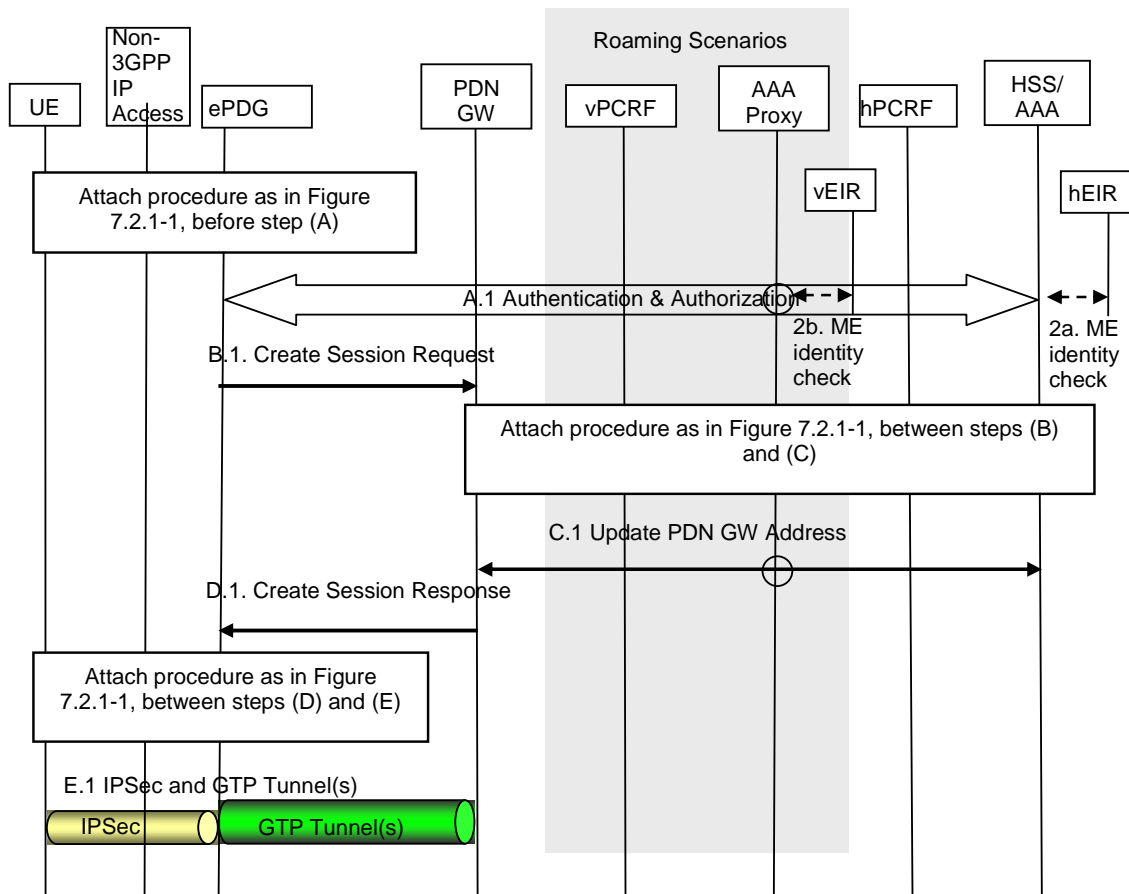 Roaming Scenarios
Non-
3GPP
IP
Access
UE
ePDG
PDN
GW
vPCRF
AAA
Proxy
hPCRF
HSS/
AAA
vEIR
hEIR
Attach procedure as in Figure
7.2.1-1, before step (A)
A.1 Authentication & Authorization
2b. ME
identity
check
2a. ME
identity
check
B.1. Create Session Request
Attach procedure as in Figure 7.2.1-1, between steps (B)
and (C)
C.1 Update PDN GW Address
D.1. Create Session Response
Attach procedure as in Figure
7.2.1-1, between steps (D) and (E)
E.1 IPSec and GTP Tunnel(s)
IPSec
GTP Tunnel(s)